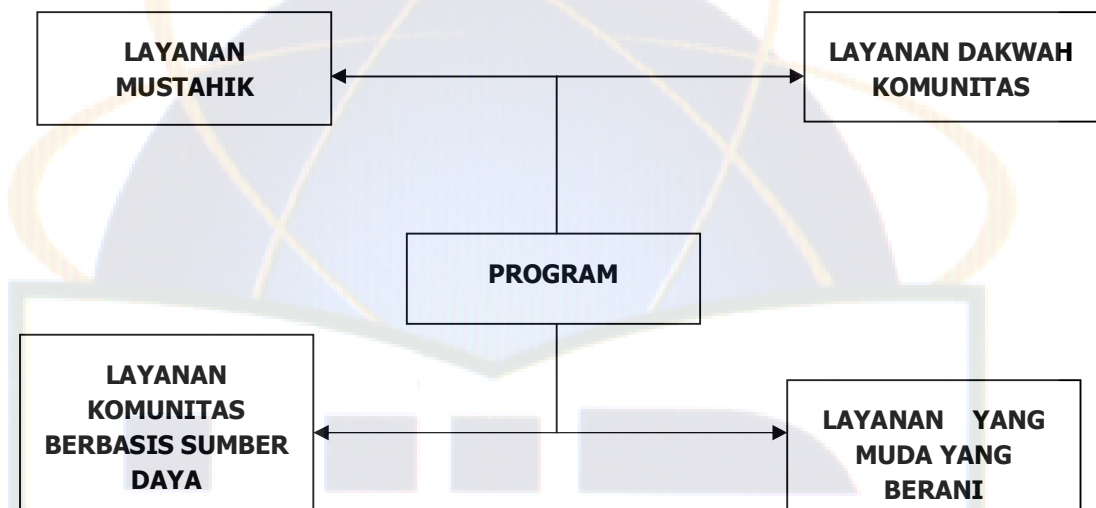 LAYANAN
MUSTAHIK
LAYANAN DAKWAH
KOMUNITAS
PROGRAM
LAYANAN
KOMUNITAS
BERBASIS SUMBER
DAYA
LAYANAN YANG
MUDA YANG
BERANI